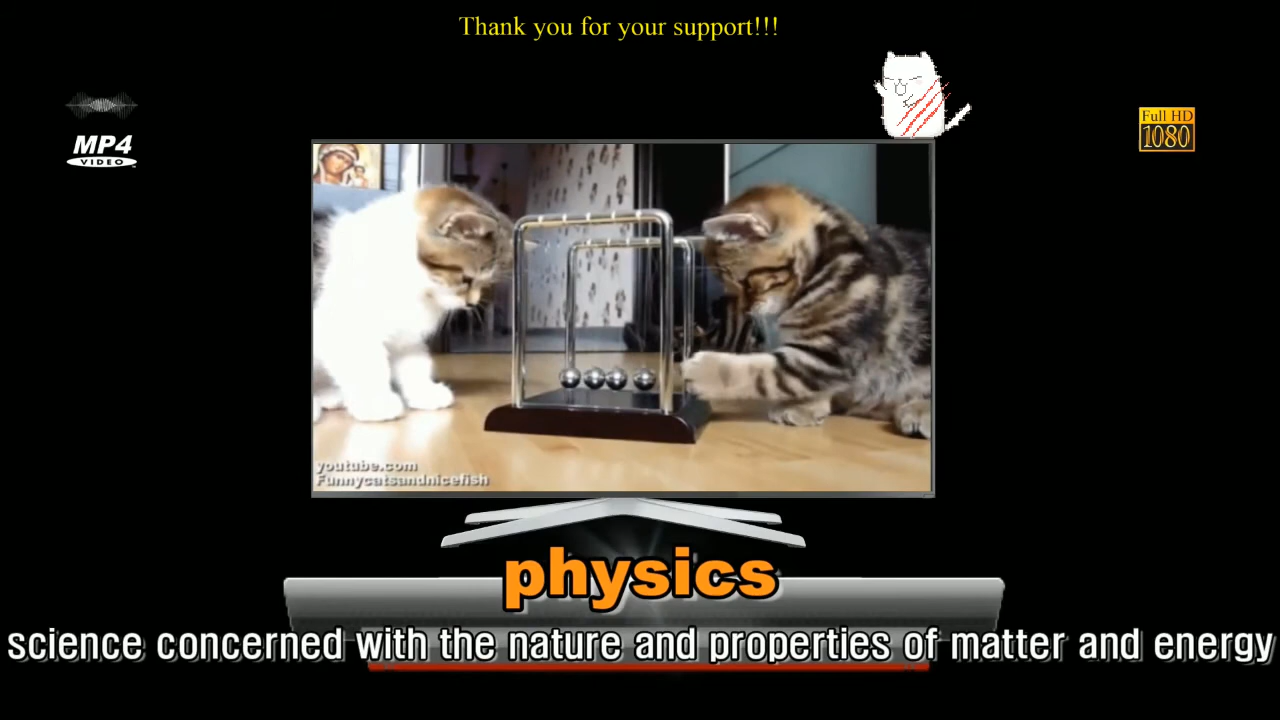 Thank you for your support!!!
MP4
VIDEO
Full HD
1080
youtube.com
Funnycatsandnicefish
physics
science concerned with the nature and properties of matter and energy